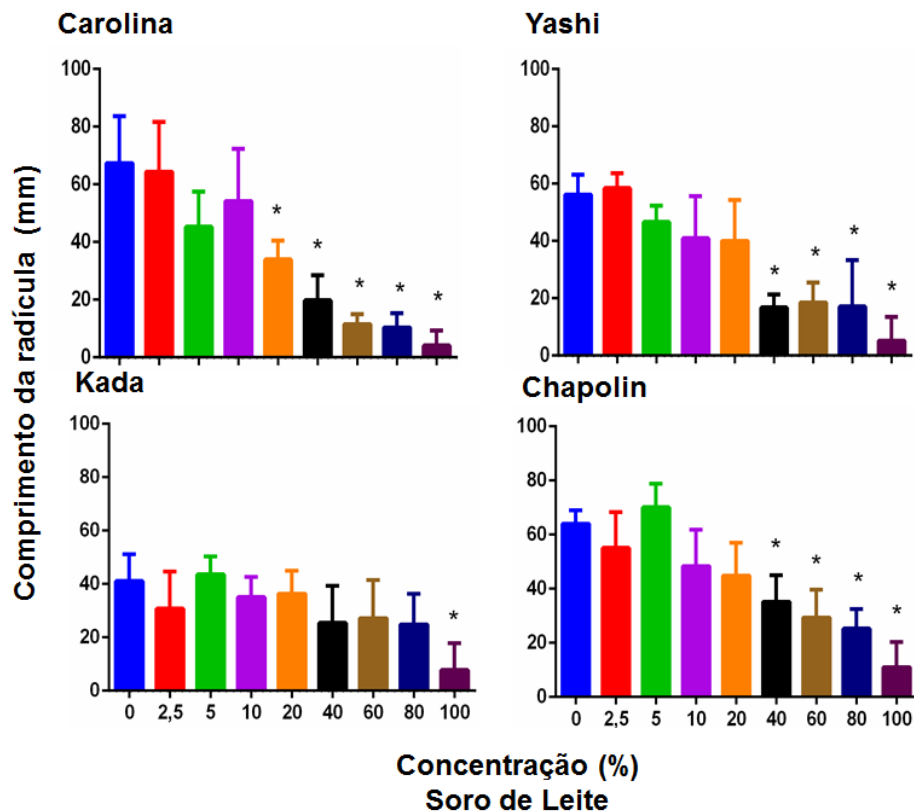 Carolina
Yashi
100
80
60
40
20
0
* * * * *
100
80
60
40
20
0
* * * *
Comprimento da radícula (mm)
Kada
Chapolin
100
80
60
40
20
0
*
0 2,5 5 10 20 40 60 80 100
100
80
60
40
20
0
* * * *
0 2,5 5 10 20 40 60 80 100
Concentração (%)
Soro de Leite